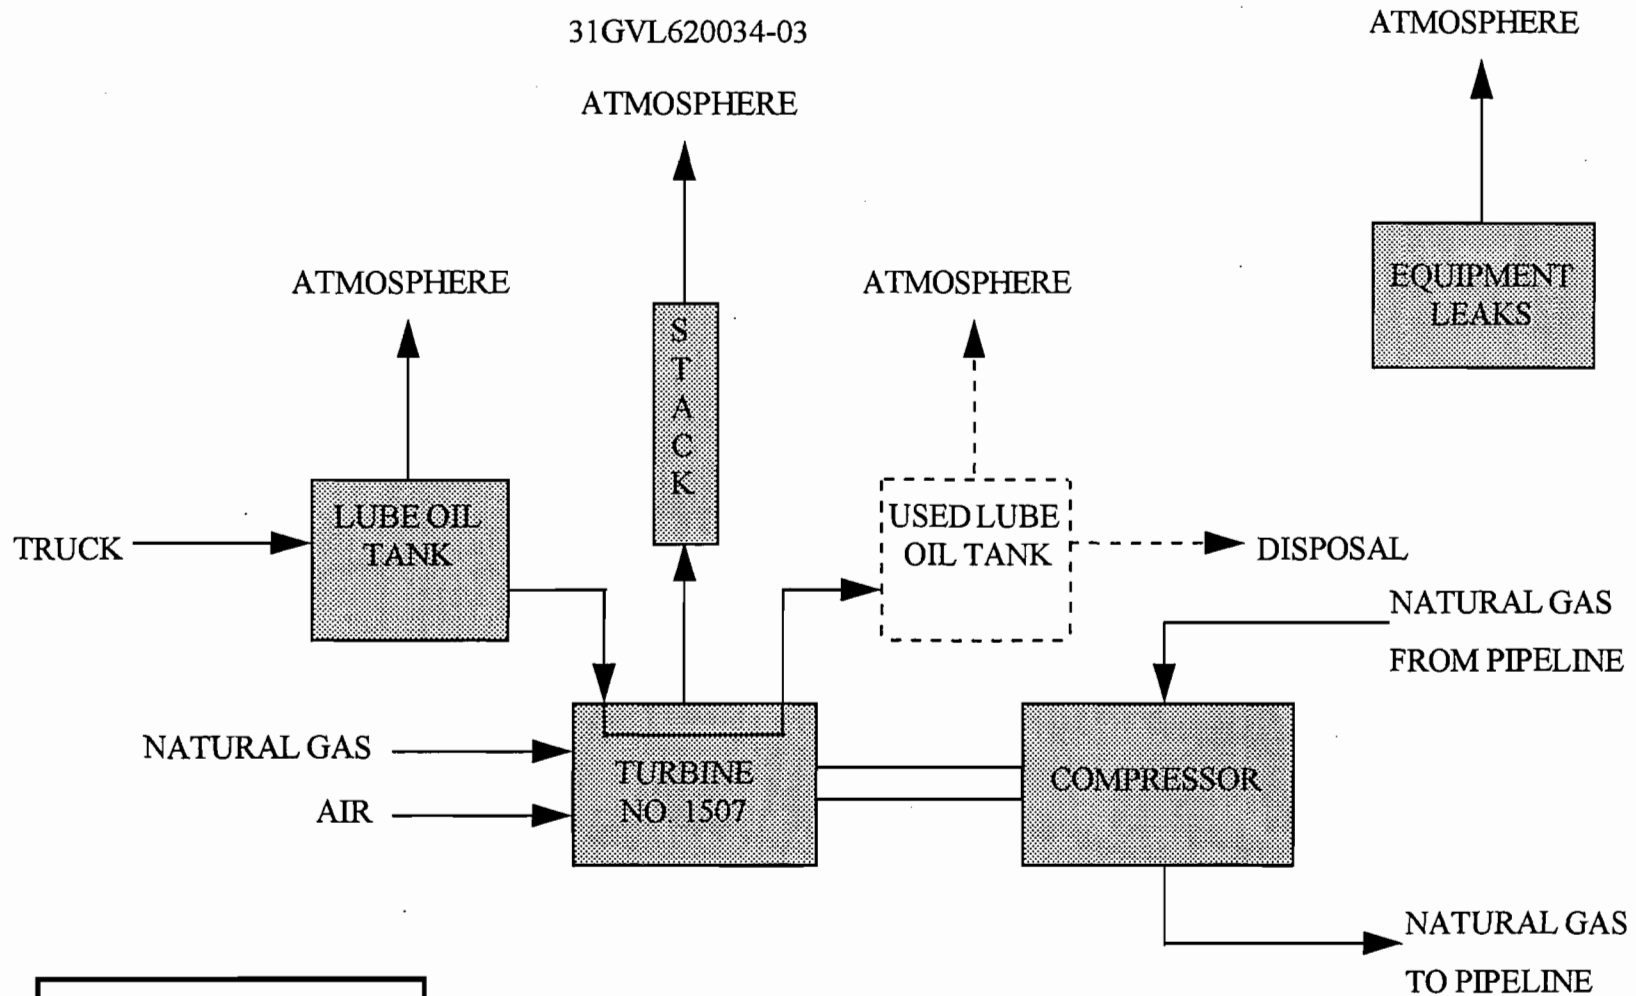 31GVL620034-03
ATMOSPHERE
ATMOSPHERE
ATMOSPHERE
ATMOSPHERE
EQUIPMENT
LEAKS
STACK
LUBE OIL
TANK
TRUCK
USED LUBE
OIL TANK
DISPOSAL
NATURAL GAS
FROM PIPELINE
NATURAL GAS
AIR
TURBINE
NO. 1507
COMPRESSOR
NATURAL GAS
TO PIPELINE